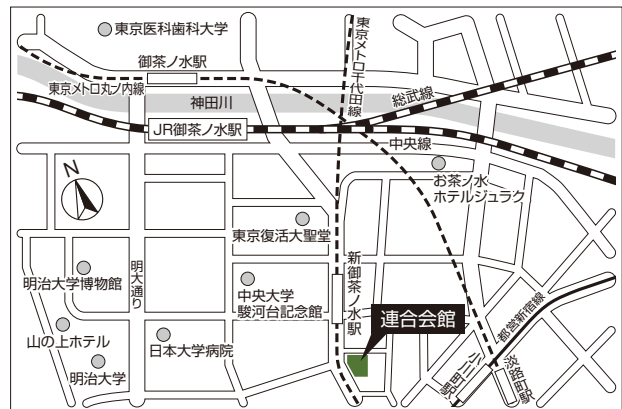 東京医科歯科大学
御茶ノ水駅
東京メトロ丸ノ内線
東京メトロ千代田線
神田川
総武線
JR御茶ノ水駅
中央線
お茶ノ水
ホテルジュラク
N
東京復活大聖堂
明治大学博物館
明大通り
中央大学
駿河台記念館
新御茶ノ水駅
連合会館
都営新宿線
山の上ホテル
日本大学病院
明治大学
小川町駅
淡路町駅